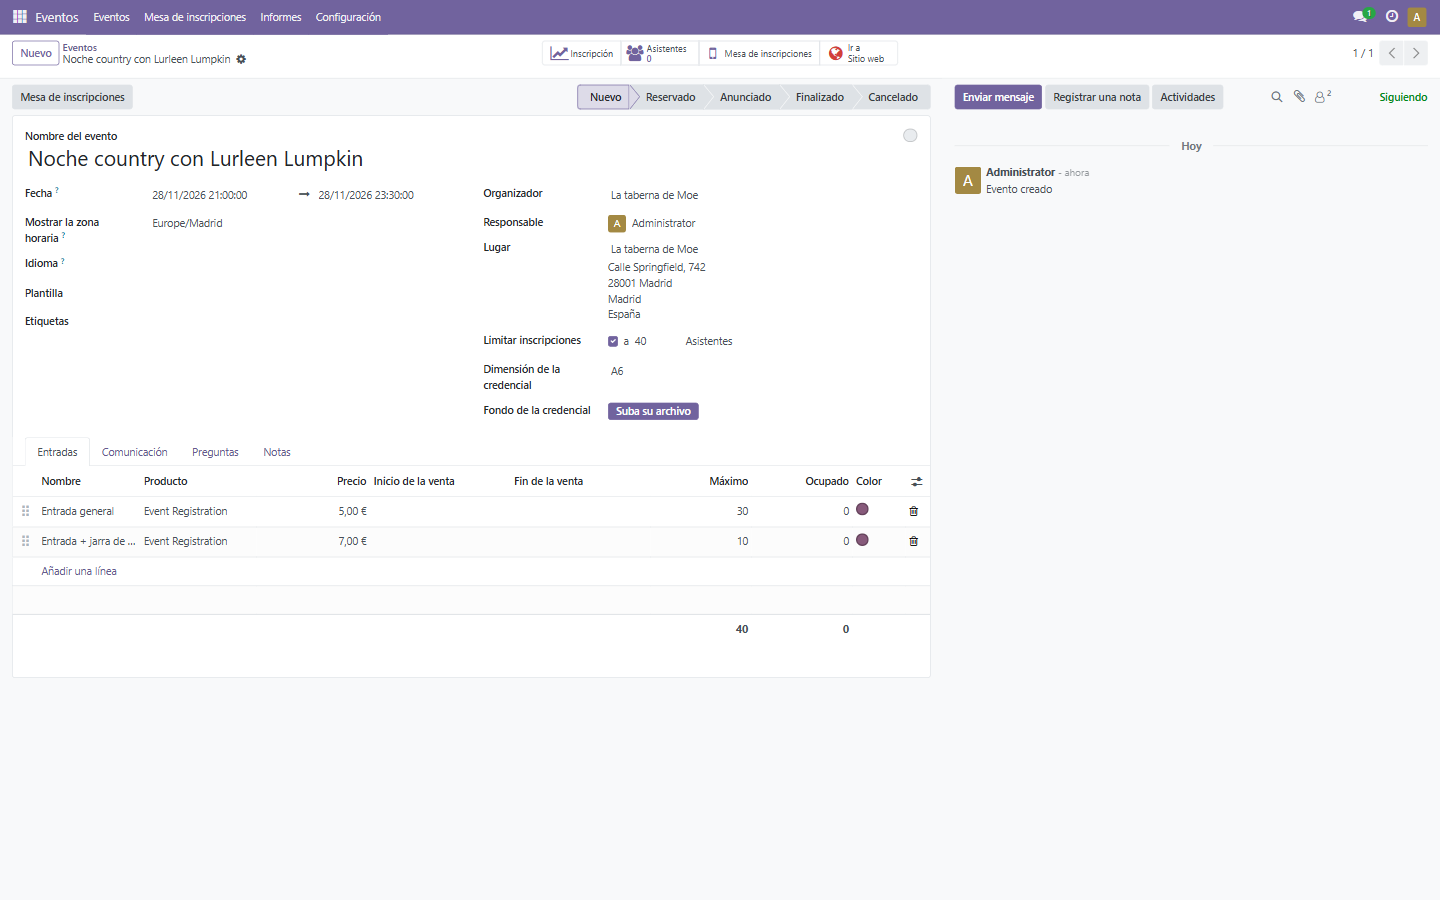 Eventos
Eventos
Mesa de inscripciones
Informes
Configuración
1
A
Nuevo
Eventos
Noche country con Lurleen Lumpkin
Inscripción
Asistentes
0
Mesa de inscripciones
Ir a
Sitio web
1 / 1
Mesa de inscripciones
Nuevo
Reservado
Anunciado
Finalizado
Cancelado
Enviar mensaje
Registrar una nota
Actividades
2
Siguiendo
Nombre del evento
Noche country con Lurleen Lumpkin
Fecha ?
28/11/2026 21:00:00
28/11/2026 23:30:00
Mostrar la zona
horaria ?
Europe/Madrid
Idioma ?
Plantilla
Etiquetas
Organizador
La taberna de Moe
Responsable
A
Administrator
Lugar
La taberna de Moe
Calle Springfield, 742
28001 Madrid
Madrid
España
Limitar inscripciones
a 40
Asistentes
Dimensión de la
credencial
A6
Fondo de la credencial
Suba su archivo
Hoy
A
Administrator - ahora
Evento creado
Entradas
Comunicación
Preguntas
Notas
Nombre
Producto
Precio
Inicio de la venta
Fin de la venta
Máximo
Ocupado
Color
Entrada general
Event Registration
5,00 €
30
0
Entrada + jarra de ...
Event Registration
7,00 €
10
0
Añadir una línea
40
0